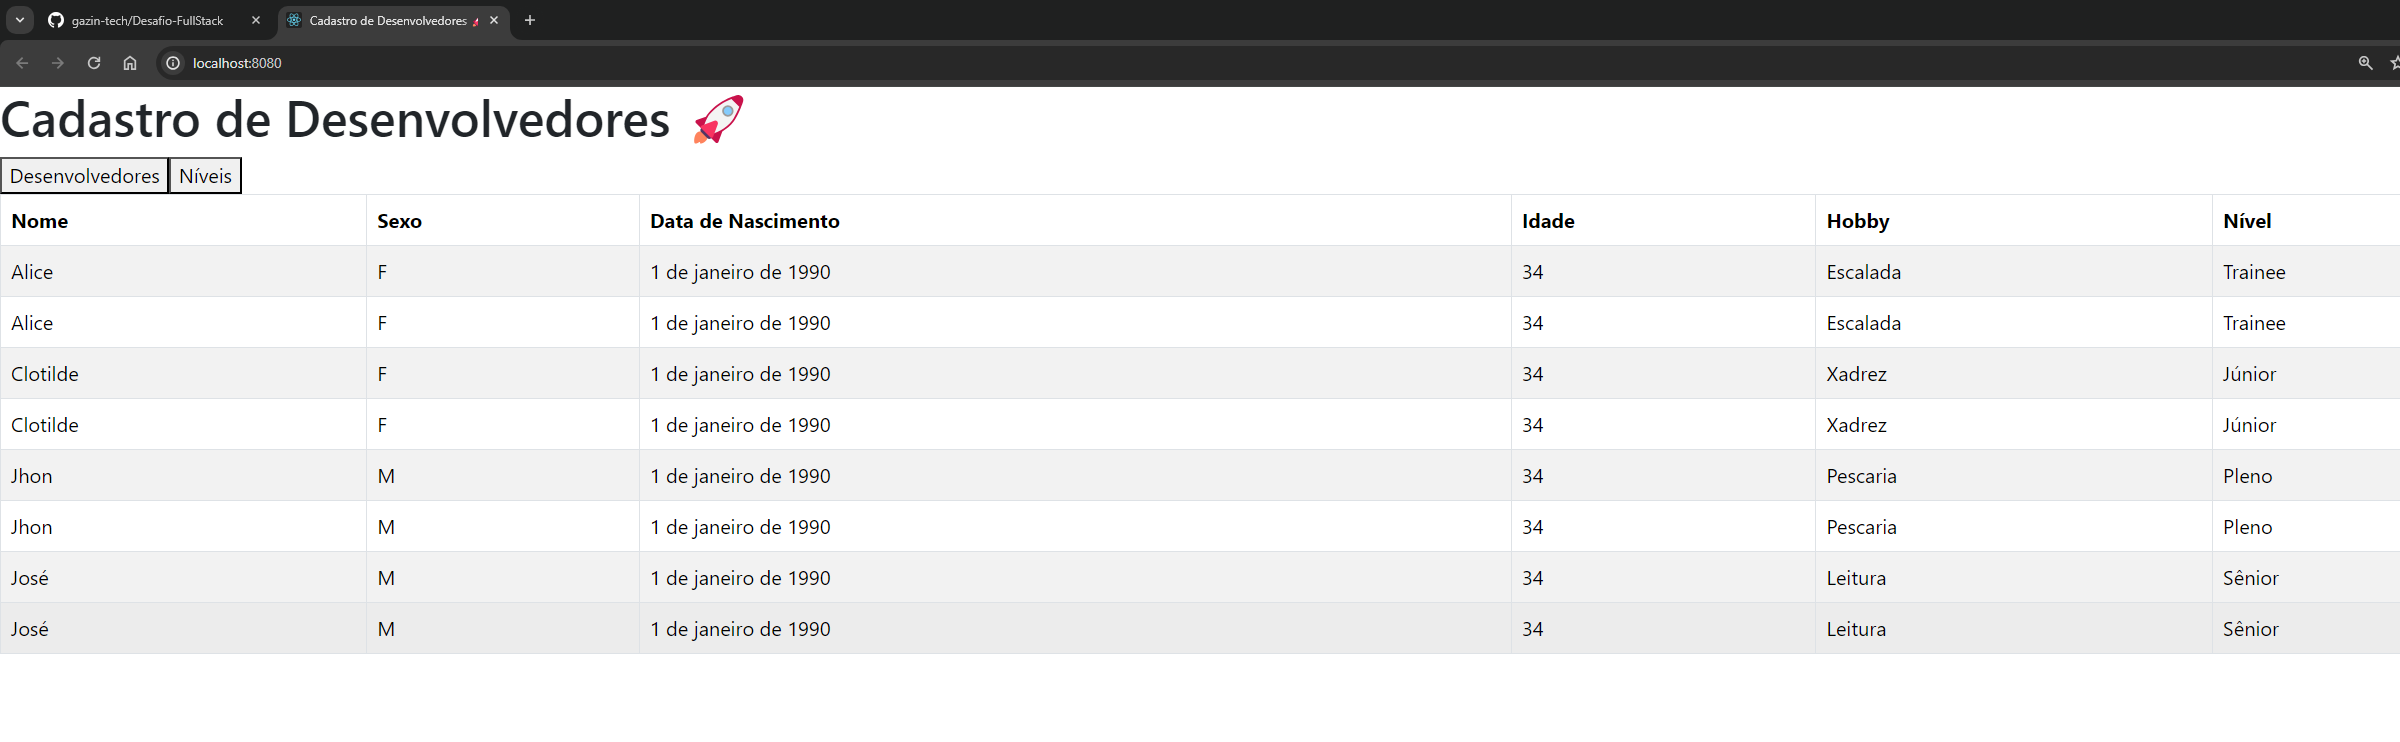 gazin-tech/Desafio-FullStack
Cadastro de Desenvolvedores 🚀
localhost:8080
Cadastro de Desenvolvedores 🚀
Desenvolvedores Níveis
Nome Sexo Data de Nascimento Idade Hobby Nível
Alice F 1 de janeiro de 1990 34 Escalada Trainee
Alice F 1 de janeiro de 1990 34 Escalada Trainee
Clotilde F 1 de janeiro de 1990 34 Xadrez Júnior
Clotilde F 1 de janeiro de 1990 34 Xadrez Júnior
Jhon M 1 de janeiro de 1990 34 Pescaria Pleno
Jhon M 1 de janeiro de 1990 34 Pescaria Pleno
José M 1 de janeiro de 1990 34 Leitura Sênior
José M 1 de janeiro de 1990 34 Leitura Sênior